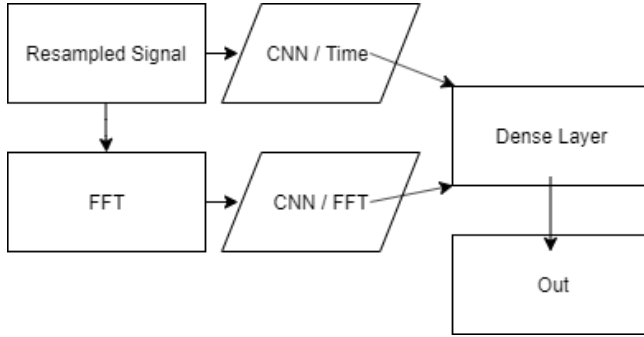 Resampled Signal
CNN / Time
Dense Layer
FFT
CNN / FFT
Out